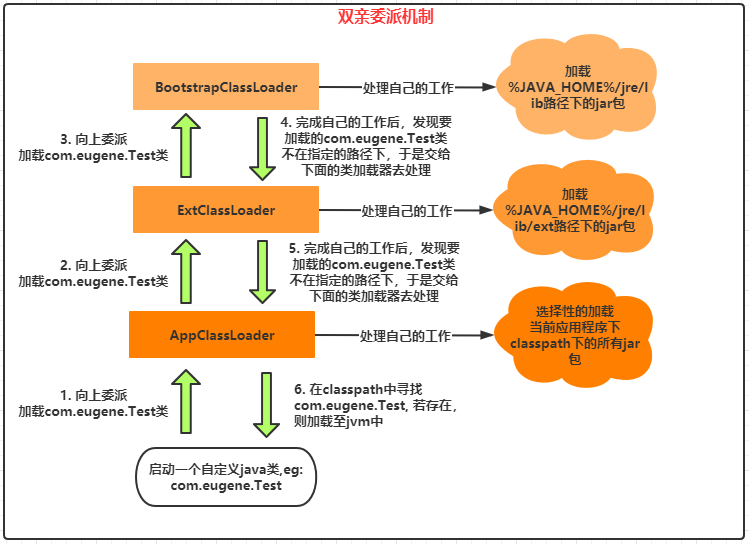 双亲委派机制
BootstrapClassLoader
处理自己的工作
加载
%JAVA_HOME%/jre/l
ib路径下的jar包
3. 向上委派
加载com.eugene.Test类
4. 完成自己的工作后，发现要
加载的com.eugene.Test类
不在指定的路径下，于是交给
下面的类加载器去处理
ExtClassLoader
处理自己的工作
加载
%JAVA_HOME%/jre/l
ib/ext路径下的jar包
2. 向上委派
加载com.eugene.Test类
5. 完成自己的工作后，发现要
加载的com.eugene.Test类
不在指定的路径下，于是交给
下面的类加载器去处理
AppClassLoader
处理自己的工作
选择性的加载
当前应用程序下
classpath下的所有jar
包
1. 向上委派
加载com.eugene.Test类
6. 在classpath中寻找
com.eugene.Test, 若存在，
则加载至jvm中
启动一个自定义java类,eg:
com.eugene.Test